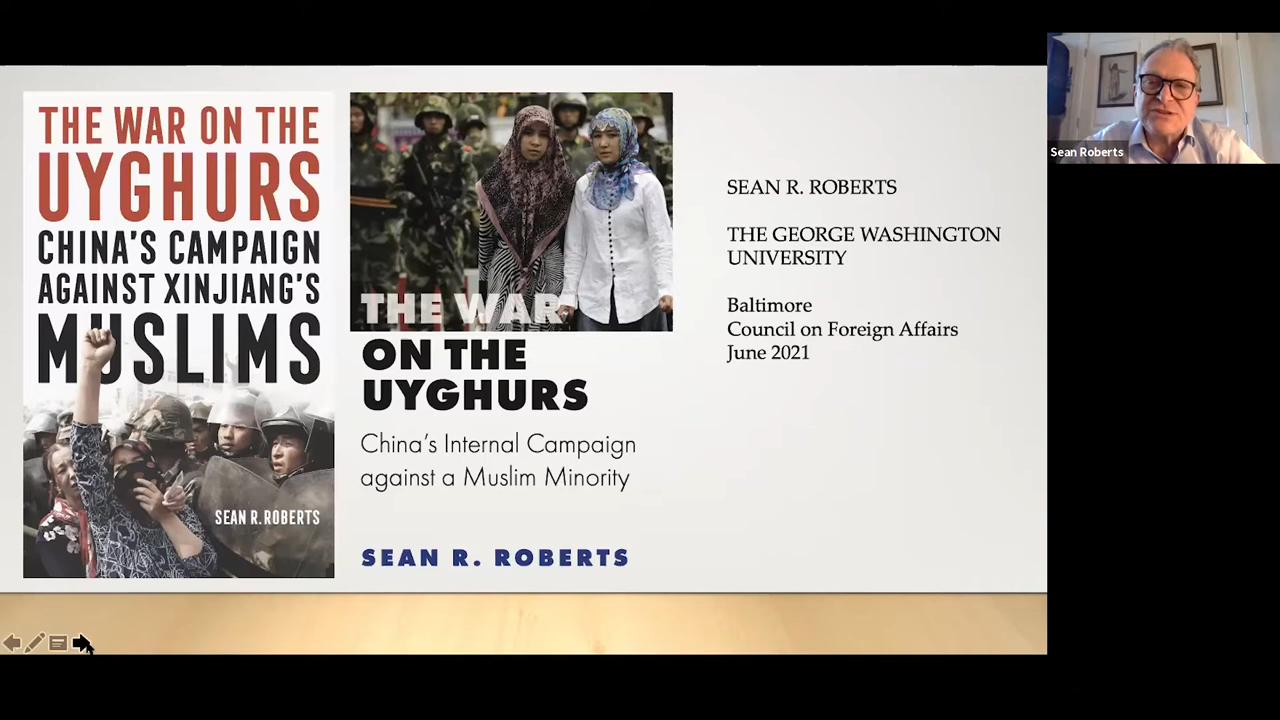 THE WAR ON THE
UYGHURS
CHINA'S CAMPAIGN
AGAINST XINJIANG'S
MUSLIMS
SEAN R. ROBERTS
THE WAR
ON THE
UYGHURS
China's Internal Campaign
against a Muslim Minority
SEAN R. ROBERTS
SEAN R. ROBERTS
THE GEORGE WASHINGTON
UNIVERSITY
Baltimore
Council on Foreign Affairs
June 2021
Sean Roberts